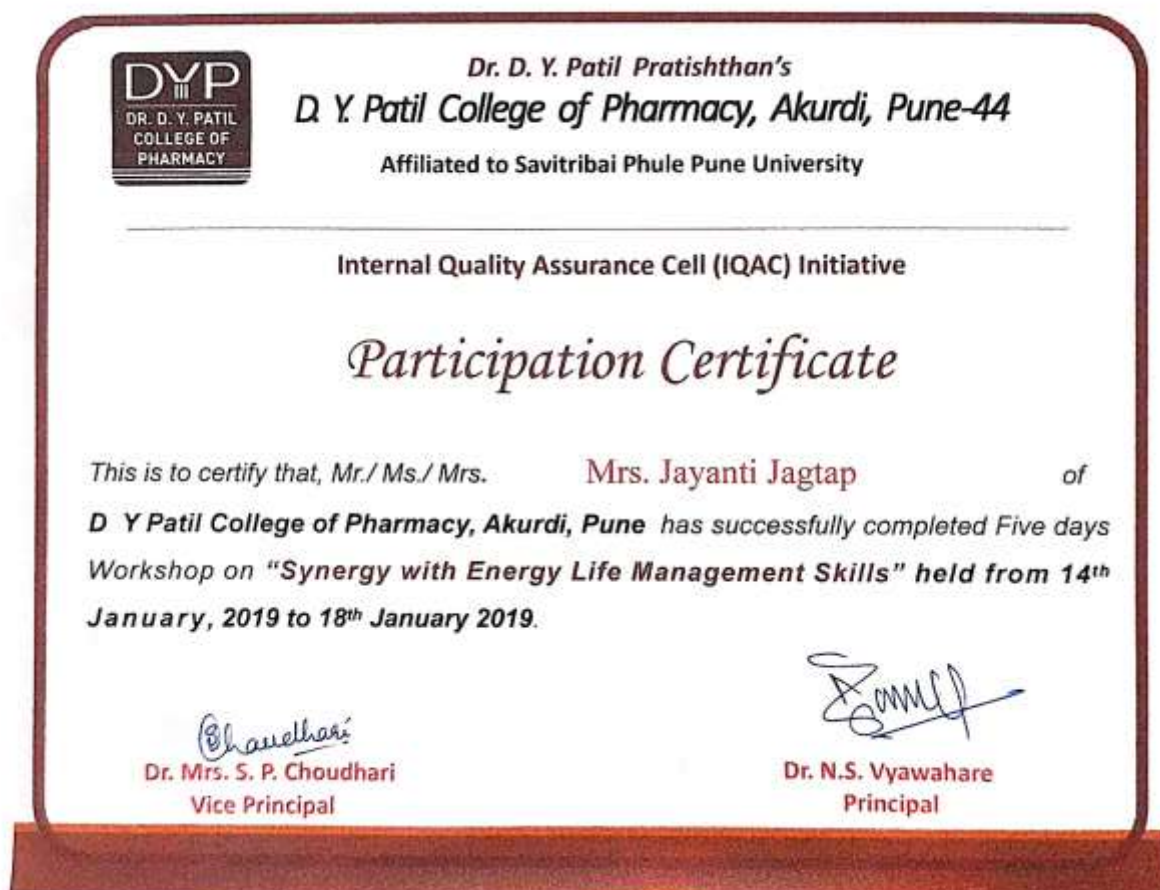 DYP
DR. D. Y. PATIL
COLLEGE OF
PHARMACY
Dr. D. Y. Patil Pratishthan's
D. Y. Patil College of Pharmacy, Akurdi, Pune-44
Affiliated to Savitribai Phule Pune University
Internal Quality Assurance Cell (IQAC) Initiative
Participation Certificate
This is to certify that, Mr./ Ms./ Mrs. Mrs. Jayanti Jagtap of
D Y Patil College of Pharmacy, Akurdi, Pune has successfully completed Five days
Workshop on “Synergy with Energy Life Management Skills” held from 14th
January, 2019 to 18th January 2019.
Dr. Mrs. S. P. Choudhari
Vice Principal
Dr. N.S. Vyawahare
Principal